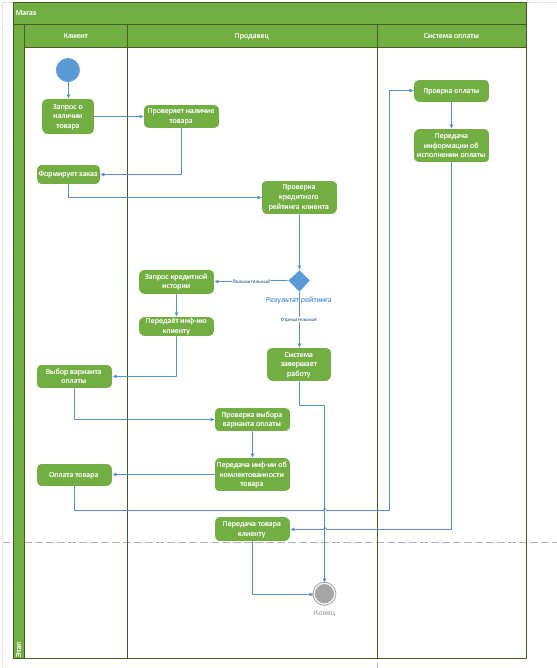 Магаз
Клиент
Продавец
Система оплаты
Запрос о
наличии
товара
Проверяет наличие
товара
Проврка оплаты
Передача
информации об
исполнении оплаты
Формирует заказ
Проверка
кредитного
рейтинга клиента
Запрос кредитной
истории
Положительный
Результат рейтинга
Отрицательный
Передаёт инф-ию
клиенту
Система
завершает
работу
Выбор варианта
оплаты
Проверка выбора
варианта оплаты
Оплата товара
Передача инф-ии об
комлектованности
товара
Передача товара
клиенту
Конец
Этап